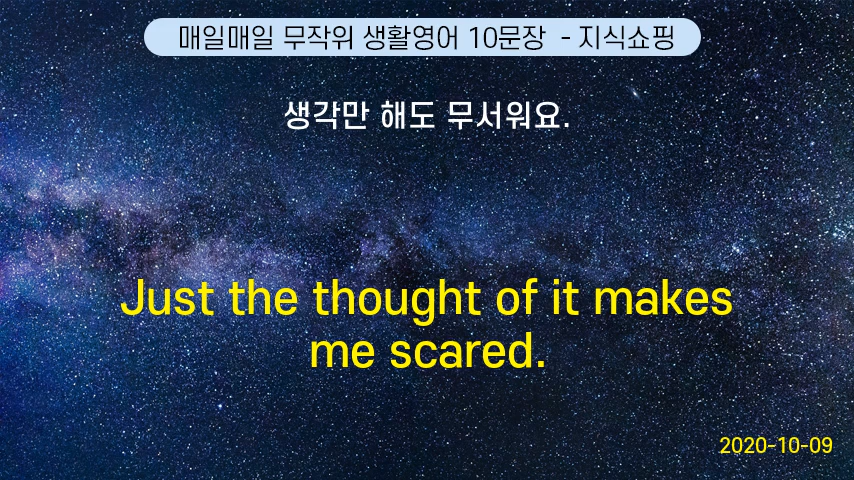 매일매일 무작위 생활영어 10문장 - 지식쇼핑
생각만 해도 무서워요.
Just the thought of it makes
me scared.
2020-10-09